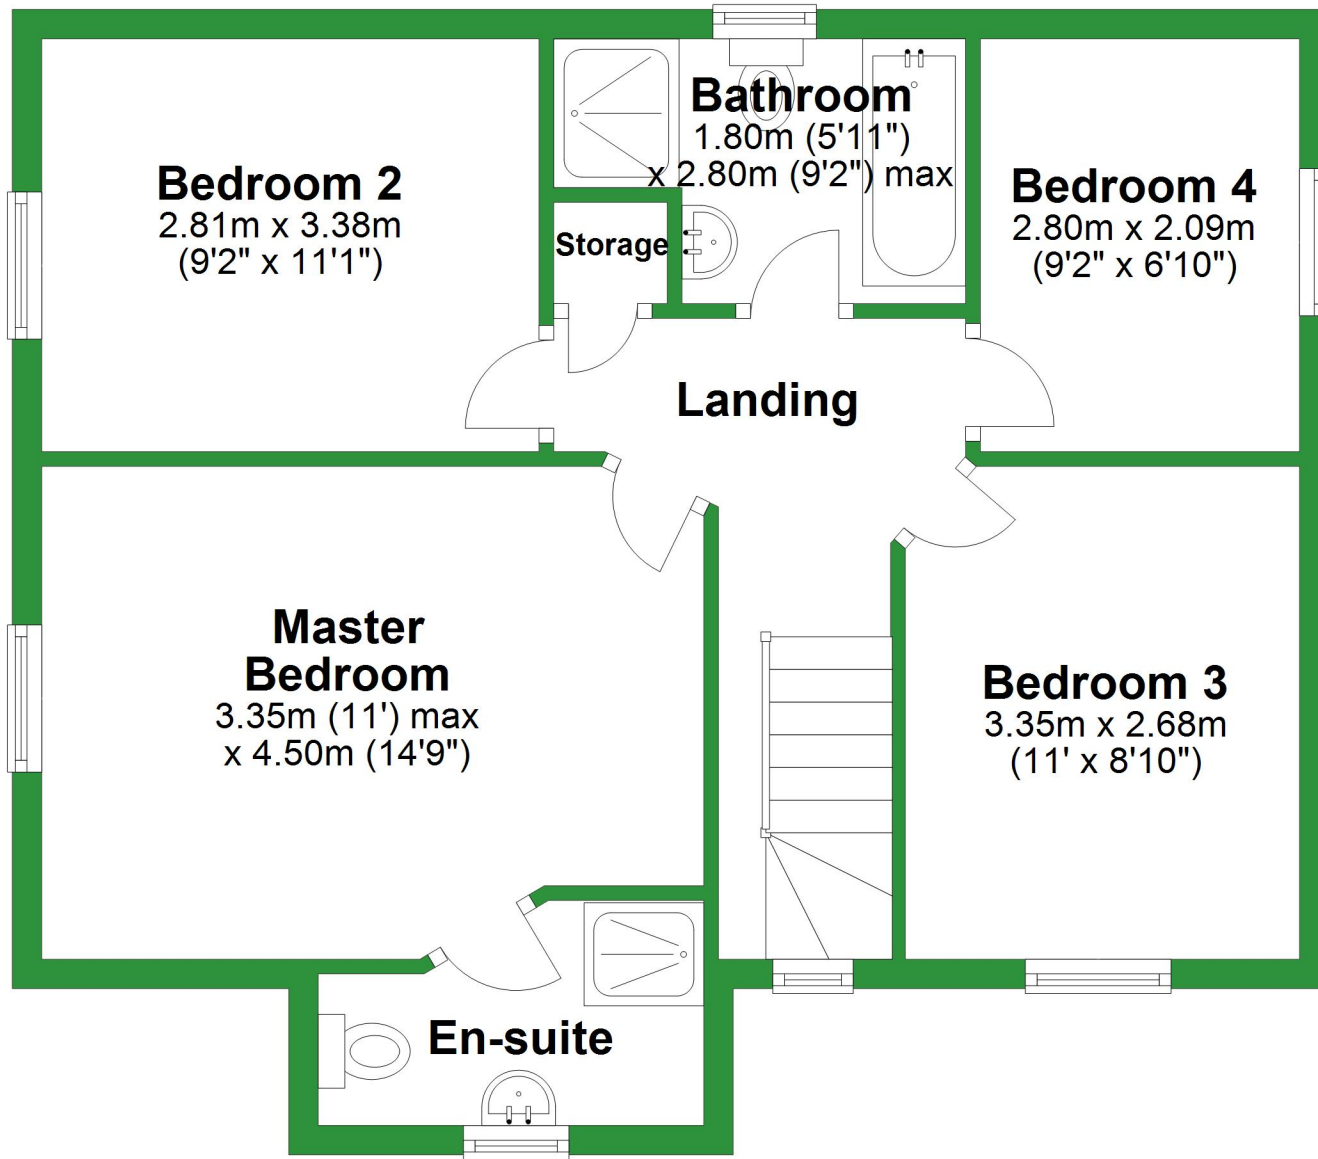 Bedroom 2
2.81m x 3.38m
(9'2" x 11'1")
Bathroom
1.80m (5'11")
x 2.80m (9'2") max
Bedroom 4
2.80m x 2.09m
(9'2" x 6'10")
Storage
Landing
Master
Bedroom
3.35m (11') max
x 4.50m (14'9")
Bedroom 3
3.35m x 2.68m
(11' x 8'10")
En-suite